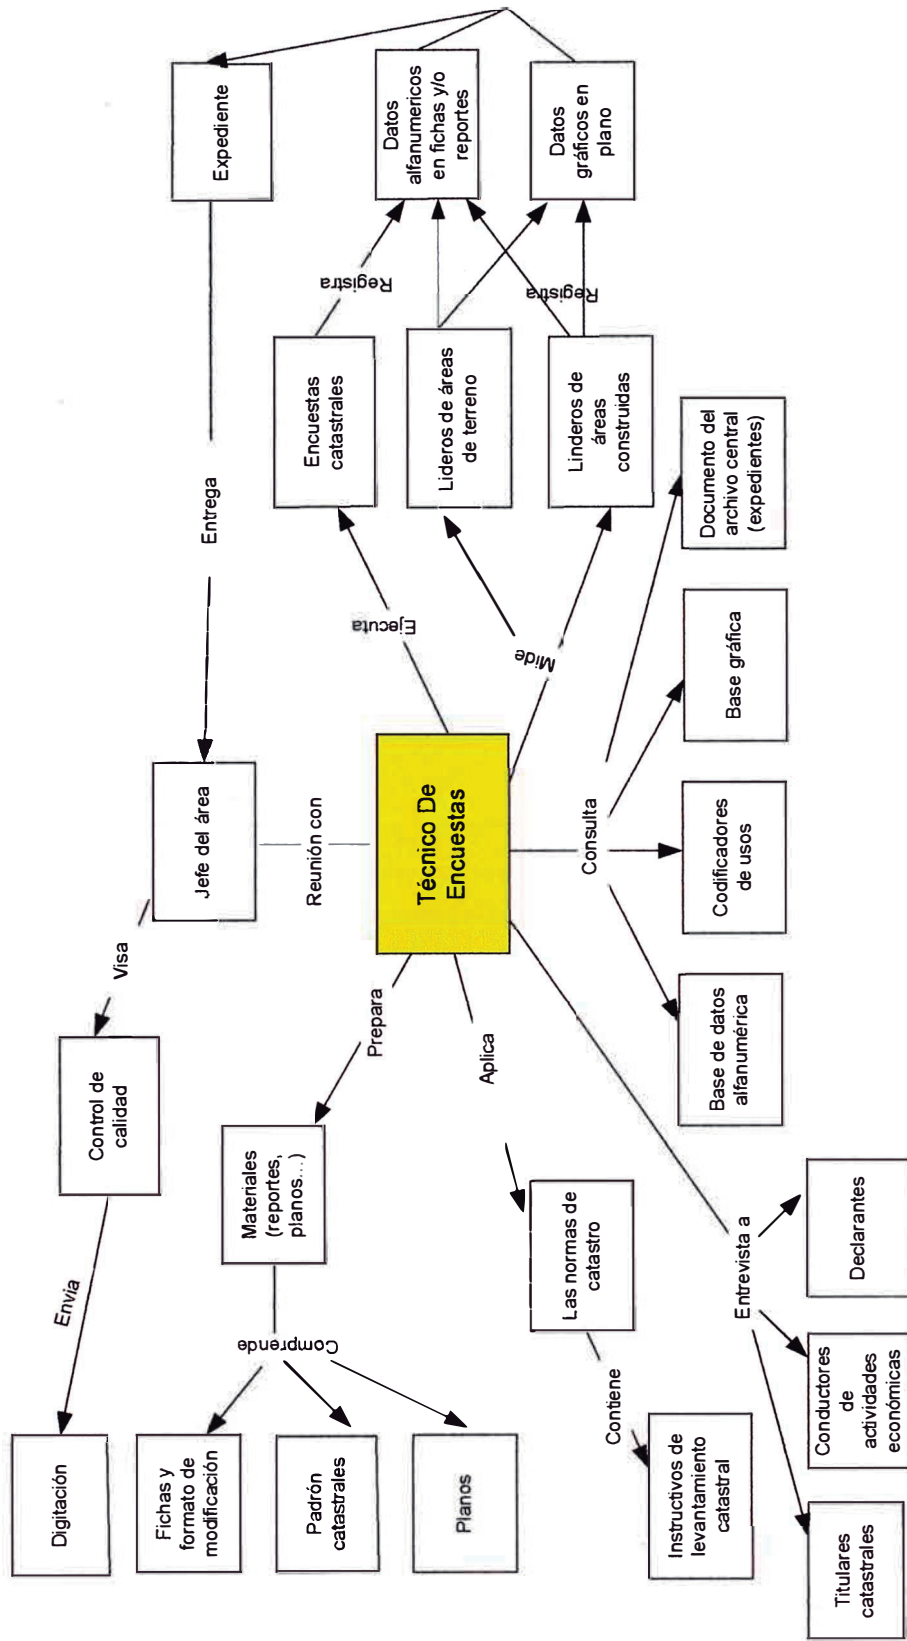 Digitación
Envia
Control de
calidad
Visa
Jefe del área
Entrega
Expediente
Fichas y
formato de
modificación
Padrón
catastrales
Planos
Comprende
Materiales
(reportes,
planos...)
Prepara
Reunión con
Técnico De
Encuestas
Ejecuta
Encuestas
catastrales
Registra
Datos
alfanumericos
en fichas y/o
reportes
Mide
Lideros de áreas
de terreno
Linderos de
áreas
construidas
Registra
Datos
gráficos en
plano
Aplica
Las normas de
catastro
Contiene
Instructivos de
levantamiento
catastral
Consulta
Base de datos
alfanumérica
Codificadores
de usos
Base gráfica
Documento del
archivo central
(expedientes)
Entrevista a
Titulares
catastrales
Conductores
de
actividades
económicas
Declarantes